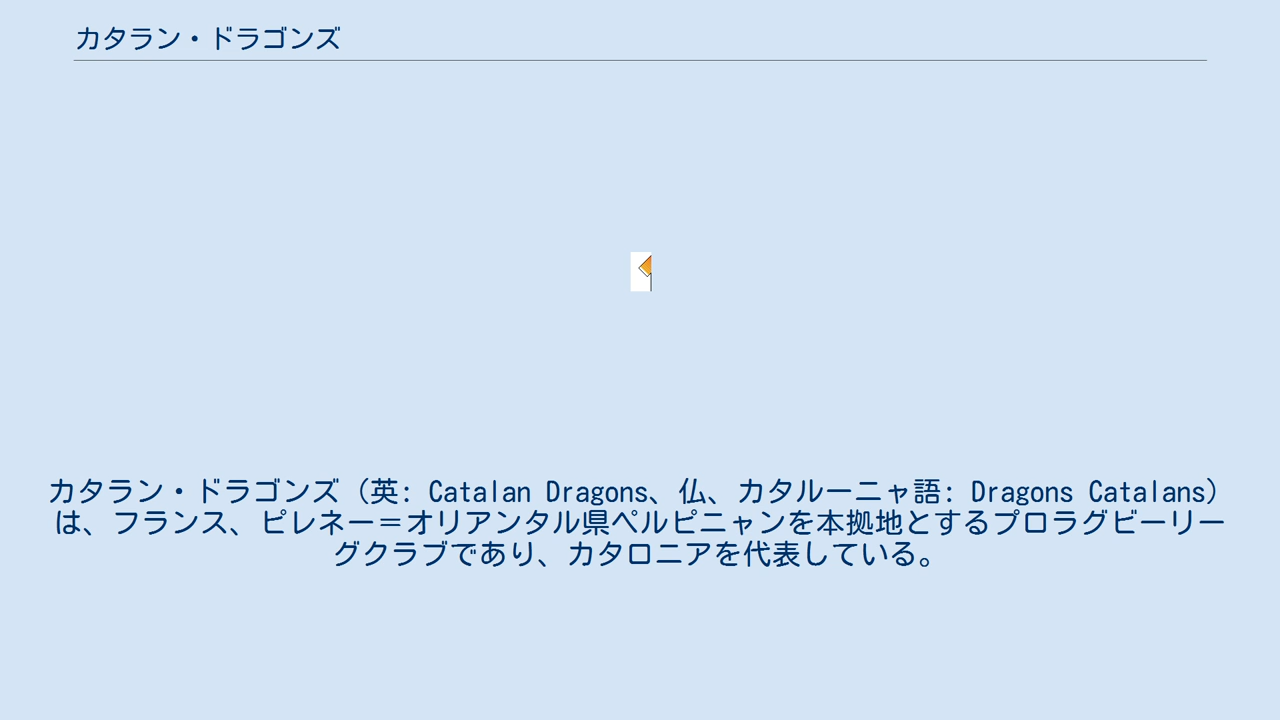 カタラン・ドラゴンズ
カタラン・ドラゴンズ（英: Catalan Dragons、仏、カタルーニャ語: Dragons Catalans）
は、フランス、ピレネー＝オリアンタル県ペルピニャンを本拠地とするプロラグビーリー
グクラブであり、カタロニアを代表している。